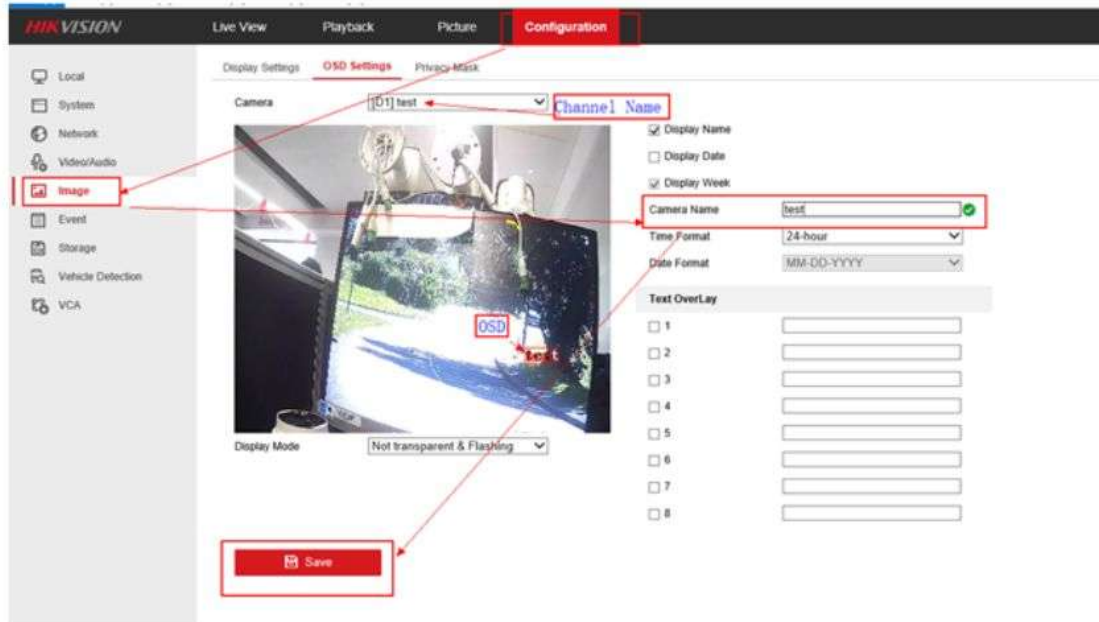 HIKVISION Live View Playback Picture Configuration
Local
System
Network
Video/Audio
Image
Event
Storage
Vehicle Detection
VCA
Display Settings OSD Settings Privacy Mask
Camera [D1] test Channel Name
OSD
test
Display Mode Not transparent & Flashing
Display Name
Display Date
Display Week
Camera Name test
Time Format 24-hour
Date Format MM-DD-YYYY
Text OverLay
1
2
3
4
5
6
7
8
Save